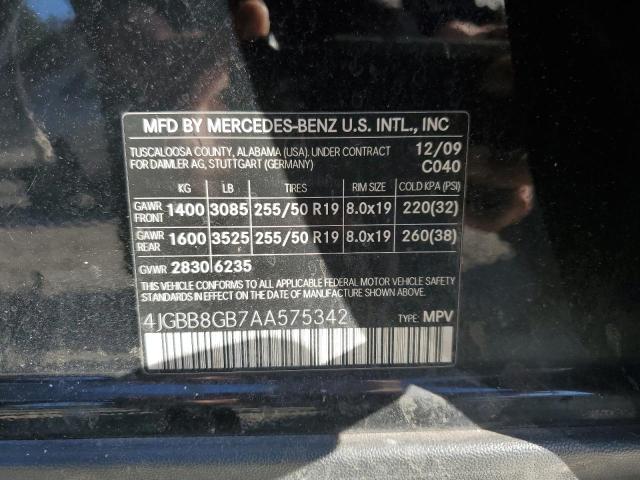 MFD BY MERCEDES-BENZ U.S. INTL., INC
TUSCALOOSA COUNTY, ALABAMA (USA). UNDER CONTRACT 12/09
FOR DAIMLER AG, STUTTGART (GERMANY) C040
KG LB TIRES RIM SIZE COLD KPA (PSI)
GAWR FRONT 1400 3085 255/50 R19 8.0x19 220(32)
GAWR REAR 1600 3525 255/50 R19 8.0x19 260(38)
GVWR 2830 6235
THIS VEHICLE CONFORMS TO ALL APPLICABLE FEDERAL MOTOR VEHICLE SAFETY
STANDARDS IN EFFECT ON THE DATE OF MANUFACTURE SHOWN ABOVE.
4JGBB8GB7AA575342 TYPE: MPV